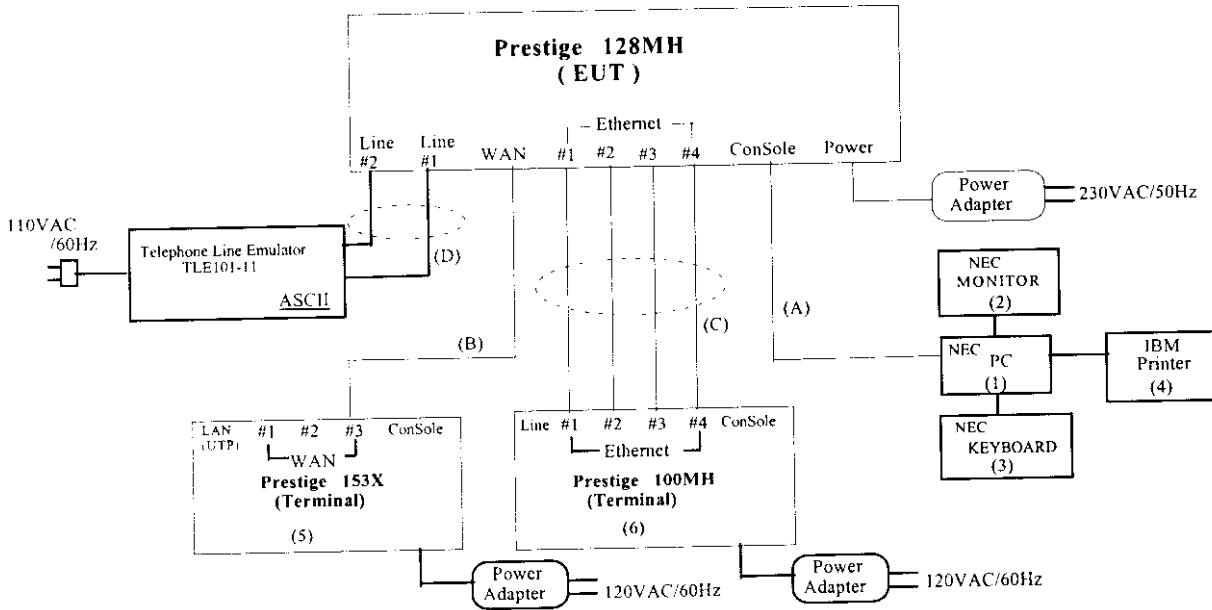 Prestige 128MH
( EUT )
Line #2
Line #1
WAN
Ethernet
#1 #2 #3 #4
ConSole
Power
Power Adapter
230VAC/50Hz
110VAC
/60Hz
Telephone Line Emulator
TLE101-11
ASCII
(D)
(B)
(C)
(A)
NEC
MONITOR
(2)
NEC
PC
(1)
IBM
Printer
(4)
NEC
KEYBOARD
(3)
LAN
(UTP)
#1 #2 #3
ConSole
WAN
Prestige 153X
(Terminal)
(5)
Power
Adapter
120VAC/60Hz
Line #1 #2 #3 #4 ConSole
Ethernet
Prestige 100MH
(Terminal)
(6)
Power
Adapter
120VAC/60Hz